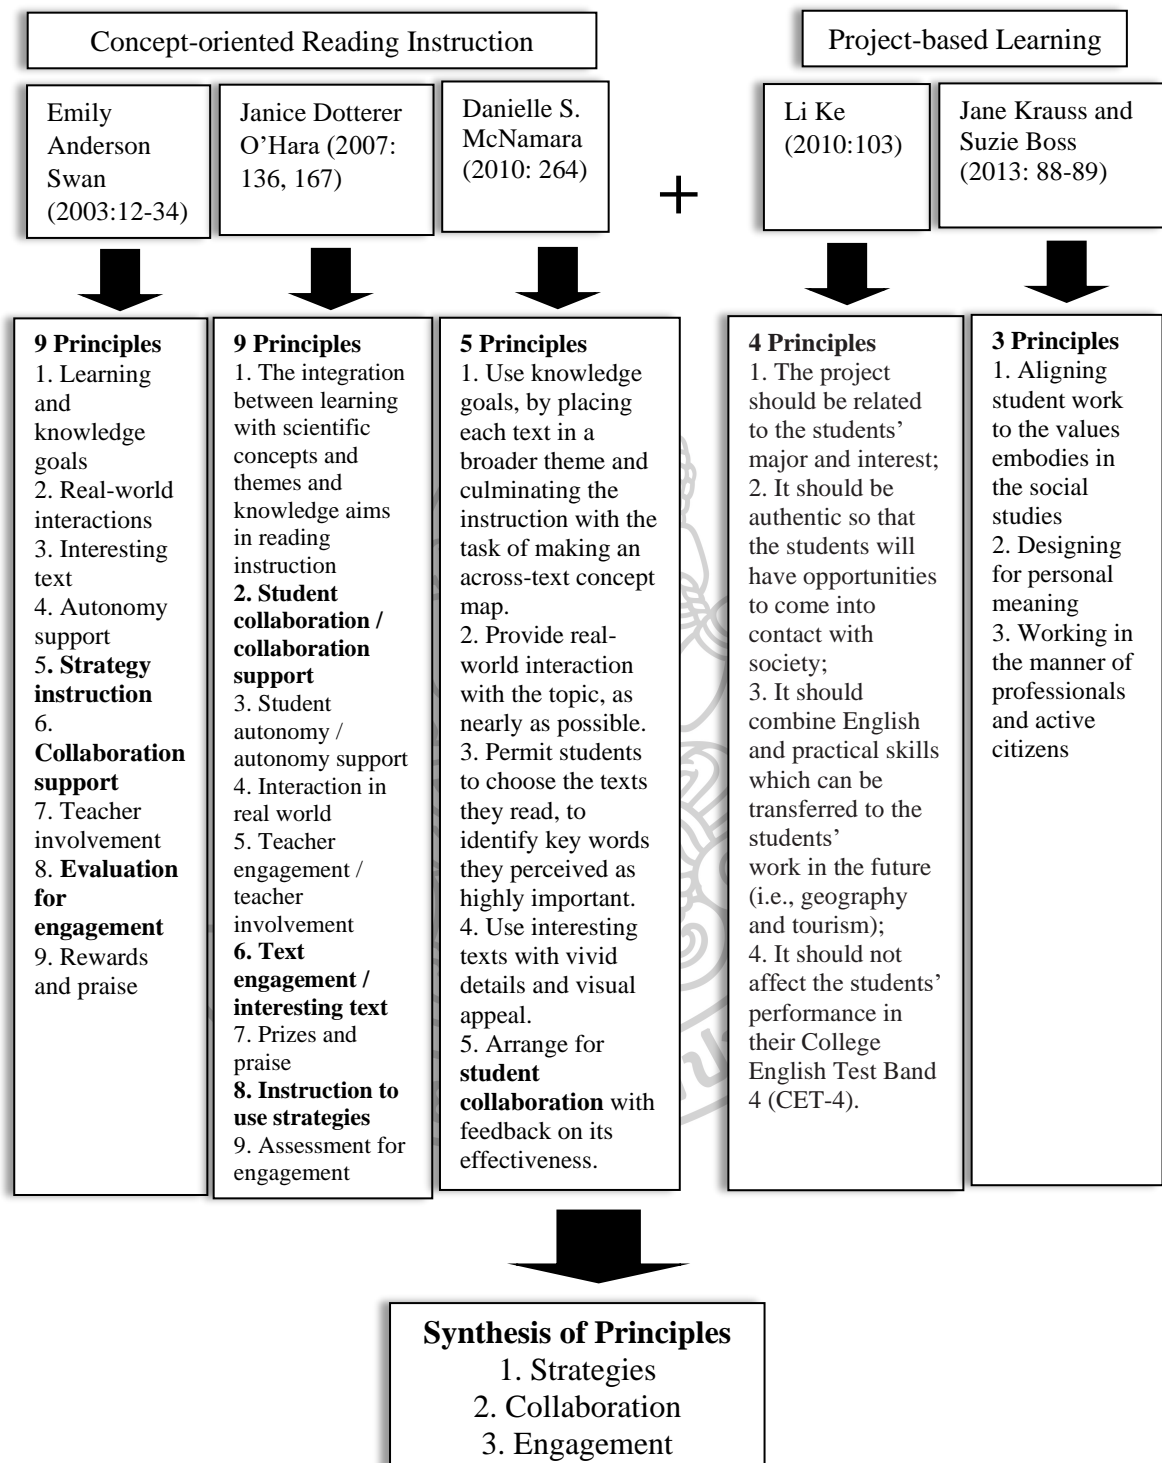 Concept-oriented Reading Instruction
Project-based Learning
Emily
Anderson
Swan
(2003:12-34)
Janice Dotterer
O’Hara (2007:
136, 167)
Danielle S.
McNamara
(2010: 264)
+
Li Ke
(2010:103)
Jane Krauss and
Suzie Boss
(2013: 88-89)
9 Principles
1. Learning
and
knowledge
goals
2. Real-world
interactions
3. Interesting
text
4. Autonomy
support
5. Strategy
instruction
6.
Collaboration
support
7. Teacher
involvement
8. Evaluation
for
engagement
9. Rewards
and praise
9 Principles
1. The integration
between learning
with scientific
concepts and
themes and
knowledge aims
in reading
instruction
2. Student
collaboration /
collaboration
support
3. Student
autonomy /
autonomy support
4. Interaction in
real world
5. Teacher
engagement /
teacher
involvement
6. Text
engagement /
interesting text
7. Prizes and
praise
8. Instruction to
use strategies
9. Assessment for
engagement
5 Principles
1. Use knowledge
goals, by placing
each text in a
broader theme and
culminating the
instruction with the
task of making an
across-text concept
map.
2. Provide real-
world interaction
with the topic, as
nearly as possible.
3. Permit students
to choose the texts
they read, to
identify key words
they perceived as
highly important.
4. Use interesting
texts with vivid
details and visual
appeal.
5. Arrange for
student
collaboration with
feedback on its
effectiveness.
4 Principles
1. The project
should be related
to the students’
major and interest;
2. It should be
authentic so that
the students will
have opportunities
to come into
contact with
society;
3. It should
combine English
and practical skills
which can be
transferred to the
students’
work in the future
(i.e., geography
and tourism);
4. It should not
affect the students’
performance in
their College
English Test Band
4 (CET-4).
3 Principles
1. Aligning
student work
to the values
embodies in
the social
studies
2. Designing
for personal
meaning
3. Working in
the manner of
professionals
and active
citizens
Synthesis of Principles
1. Strategies
2. Collaboration
3. Engagement